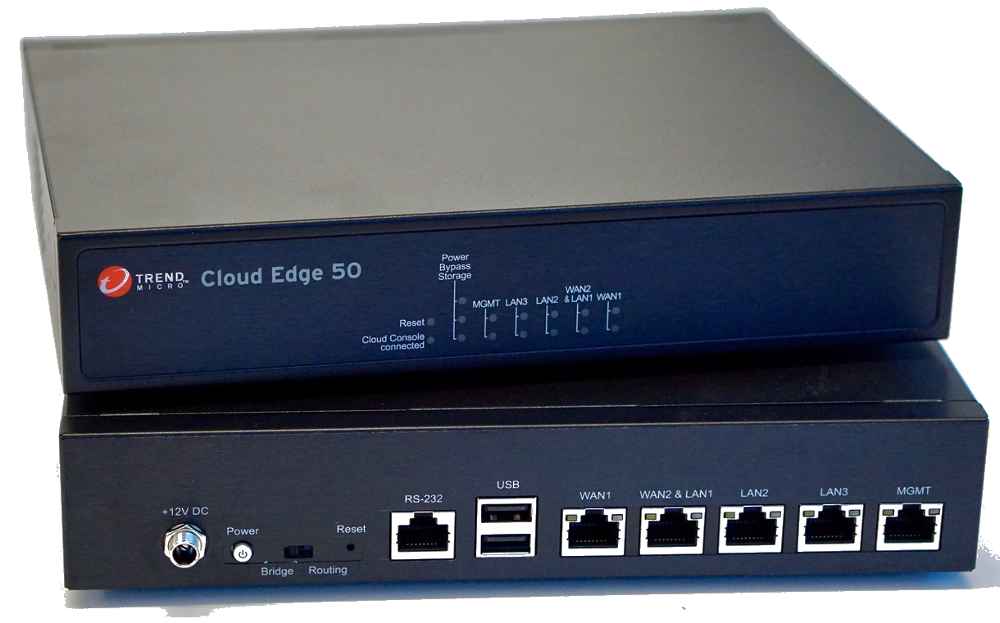 TREND™
MICRO
Cloud Edge 50
Power
Bypass
Storage
MGMT
LAN3
LAN2
WAN2
& LAN1
WAN1
Reset
Cloud Console
connected
+12V DC
Power
Bridge
Routing
Reset
RS-232
USB
WAN1
WAN2 & LAN1
LAN2
LAN3
MGMT